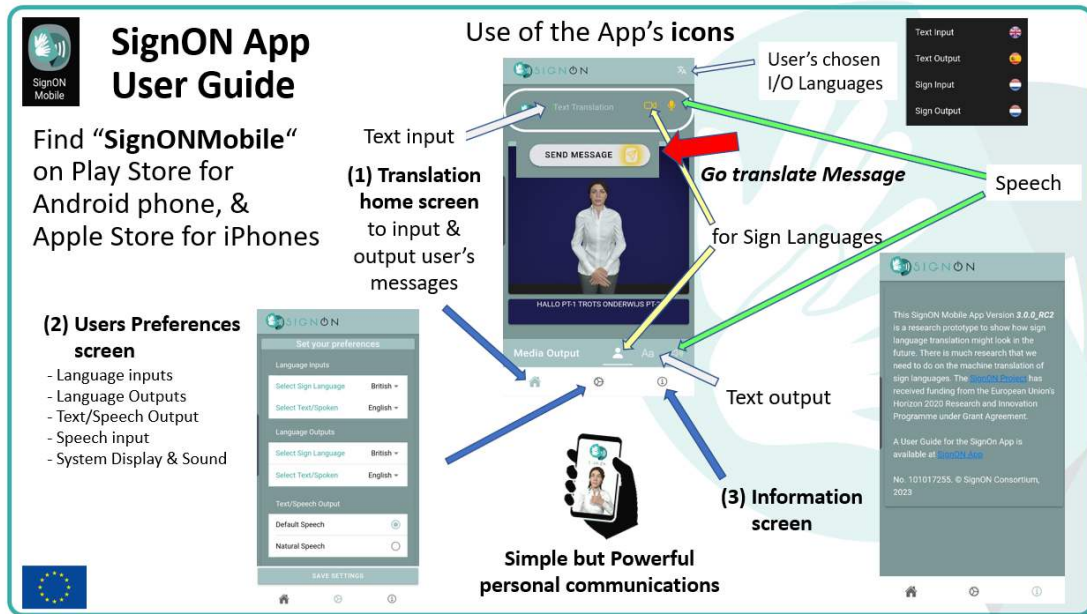 SignON
Mobile
SignON App
User Guide
Find “SignONMobile“
on Play Store for
Android phone, &
Apple Store for iPhones
Use of the App’s icons
SIGNON
Text Translation
SEND MESSAGE
HALLO PT-1 TROTS ONDERWIJS PT-
Media Output
Aa
Text input
(1) Translation
home screen
to input &
output user’s
messages
User’s chosen
I/O Languages
Text Input
Text Output
Sign Input
Sign Output
Go translate Message
Speech
for Sign Languages
Text output
(2) Users Preferences
screen
- Language inputs
- Language Outputs
- Text/Speech Output
- Speech input
- System Display & Sound
SIGNON
Set your preferences
Language Inputs
Select Sign Language British
Select Text/Spoken English
Language Outputs
Select Sign Language British
Select Text/Spoken English
Text/Speech Output
Default Speech
Natural Speech
SAVE SETTINGS
Simple but Powerful
personal communications
(3) Information
screen
SIGNON
This SignON Mobile App Version 3.0.0_RC2
is a research prototype to show how sign
language translation might look in the
future. There is much research that we
need to do on the machine translation of
sign languages. The SignON Project has
received funding from the European Union's
Horizon 2020 Research and Innovation
Programme under Grant Agreement.
A User Guide for the SignOn App is
available at SignON App
No. 101017255. © SignON Consortium,
2023